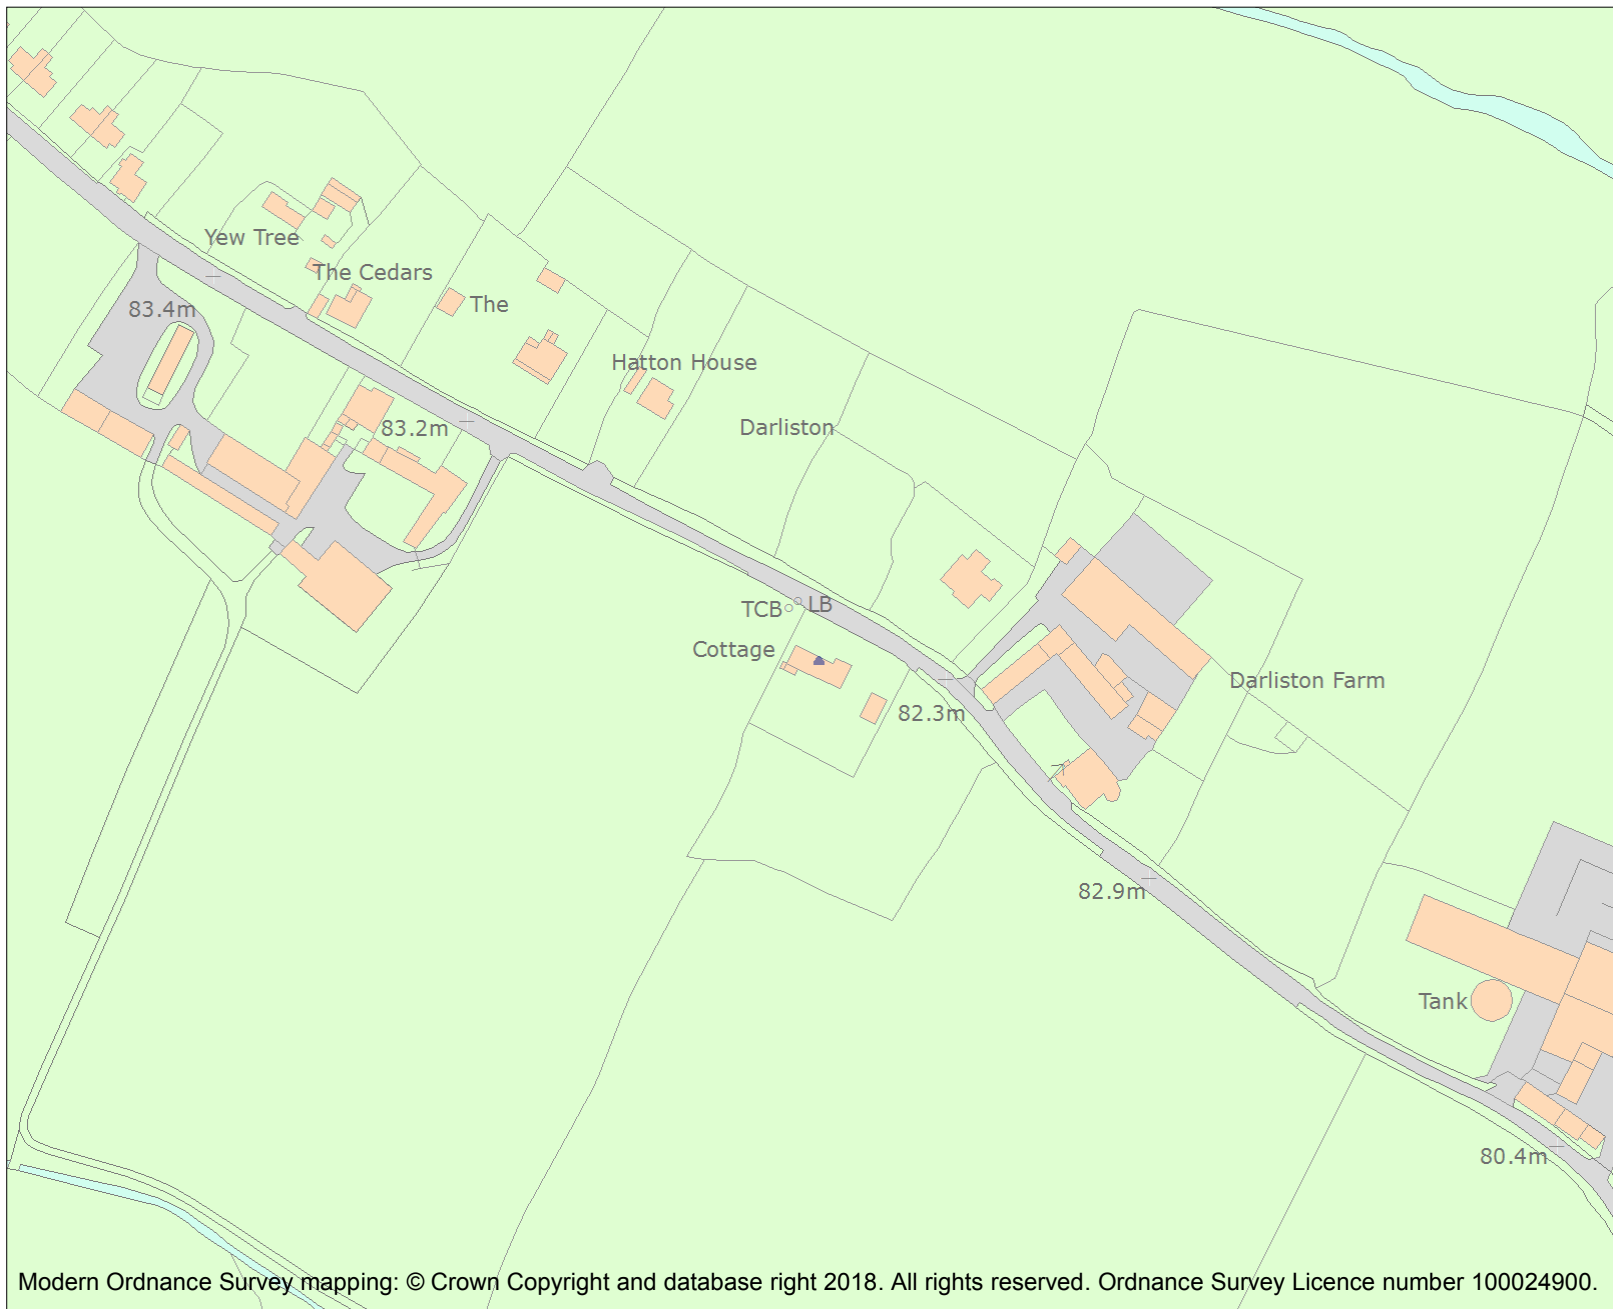 Yew Tree
The Cedars
83.4m
The
Hatton House
83.2m
Darliston
TCB
LB
Cottage
Darliston Farm
82.3m
82.9m
Tank
80.4m
Modern Ordnance Survey mapping: © Crown Copyright and database right 2018. All rights reserved. Ordnance Survey Licence number 100024900.